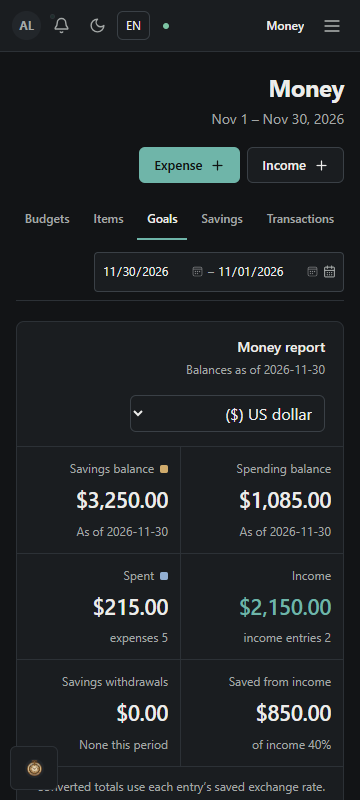 AL
EN
Money
Money
Nov 1 – Nov 30, 2026
Expense +
Income +
Budgets Items Goals Savings Transactions
11/30/2026 – 11/01/2026
Money report
Balances as of 2026-11-30
($) US dollar
Savings balance
Spending balance
$3,250.00
$1,085.00
As of 2026-11-30
As of 2026-11-30
Spent
Income
$215.00
$2,150.00
expenses 5
income entries 2
Savings withdrawals
Saved from income
$0.00
$850.00
None this period
of income 40%
totals use each entry’s saved exchange rate.